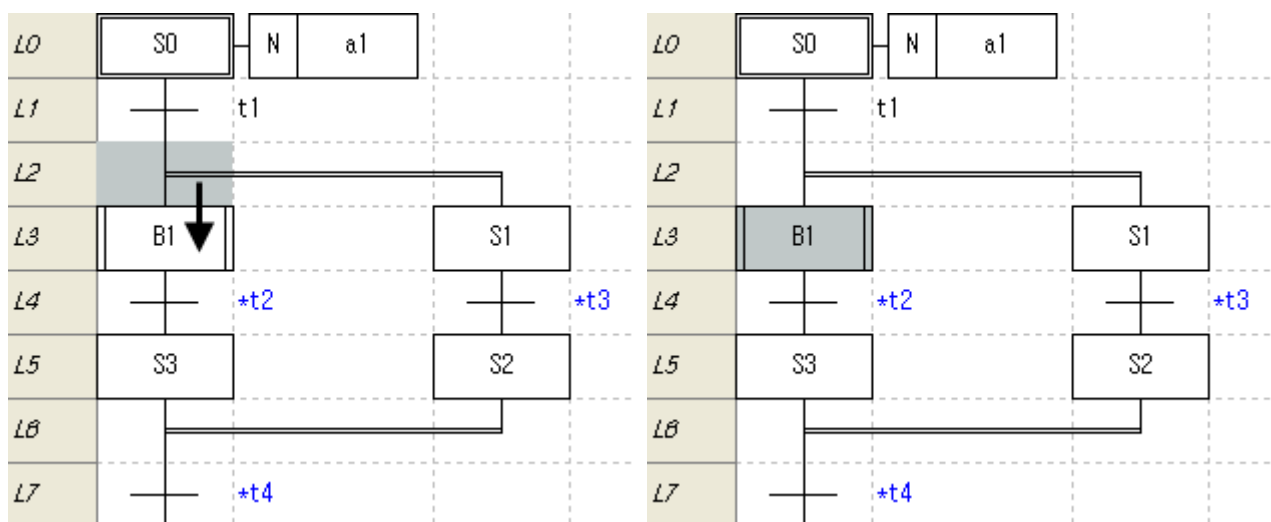 L0 S0 N a1
L1 t1
L2
L3 B1 S1
L4 *t2 *t3
L5 S3 S2
L6
L7 *t4
L0 S0 N a1
L1 t1
L2
L3 B1 S1
L4 *t2 *t3
L5 S3 S2
L6
L7 *t4